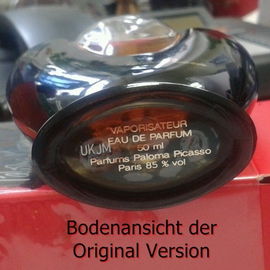 VAPORISATEUR
EAU DE PARFUM
UKJM 50 ml
Parfums Paloma Picasso
Paris 85 % vol
Bodenansicht der
Original Version